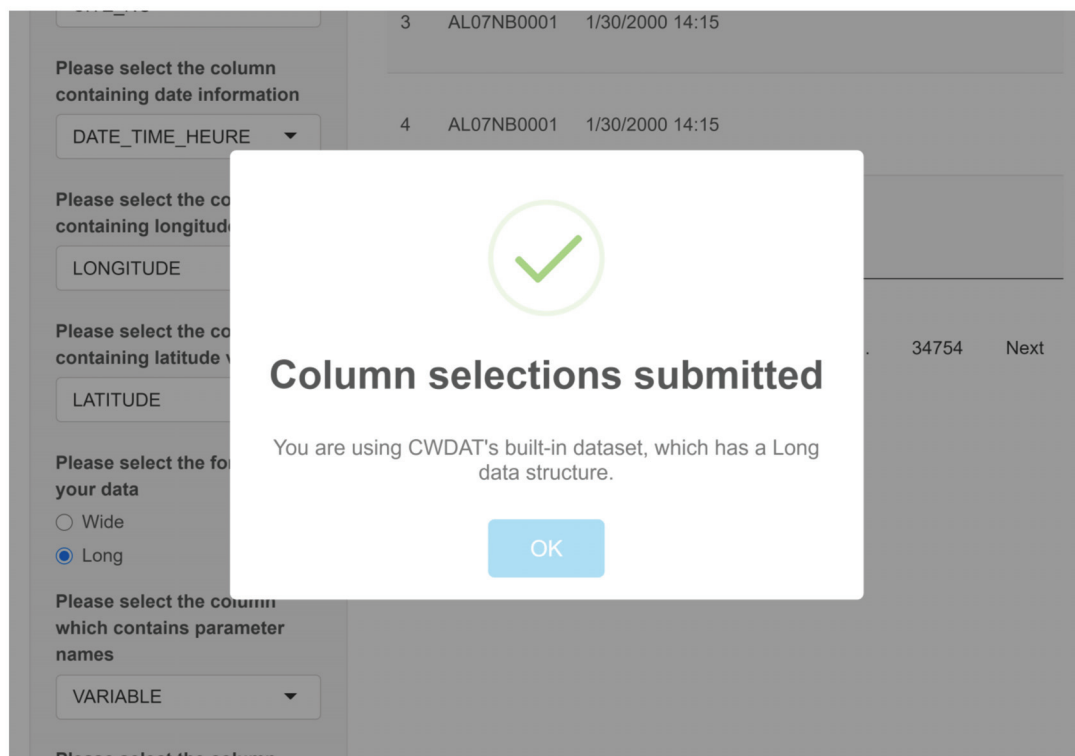 3 AL07NB0001 1/30/2000 14:15
Please select the column
containing date information
DATE_TIME_HEURE
4 AL07NB0001 1/30/2000 14:15
Please select the co
containing longitud
LONGITUDE
Please select the co
containing latitude v
LATITUDE
. 34754 Next
Please select the fo
your data
Wide
Long
Please select the column
which contains parameter
names
VARIABLE
Column selections submitted
You are using CWDAT's built-in dataset, which has a Long
data structure.
OK